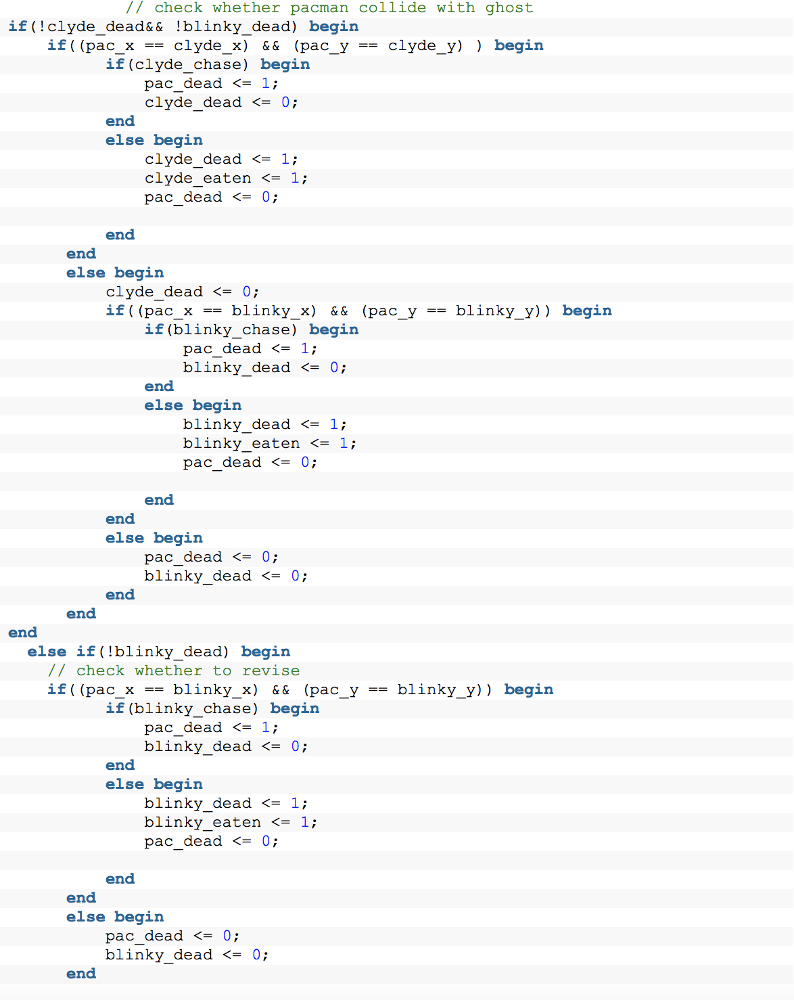 // check whether pacman collide with ghost
if(!clyde_dead&& !blinky_dead) begin
if((pac_x == clyde_x) && (pac_y == clyde_y) ) begin
if(clyde_chase) begin
pac_dead <= 1;
clyde_dead <= 0;
end
else begin
clyde_dead <= 1;
clyde_eaten <= 1;
pac_dead <= 0;
end
end
else begin
clyde_dead <= 0;
if((pac_x == blinky_x) && (pac_y == blinky_y)) begin
if(blinky_chase) begin
pac_dead <= 1;
blinky_dead <= 0;
end
else begin
blinky_dead <= 1;
blinky_eaten <= 1;
pac_dead <= 0;
end
end
else begin
pac_dead <= 0;
blinky_dead <= 0;
end
end
end
else if(!blinky_dead) begin
// check whether to revise
if((pac_x == blinky_x) && (pac_y == blinky_y)) begin
if(blinky_chase) begin
pac_dead <= 1;
blinky_dead <= 0;
end
else begin
blinky_dead <= 1;
blinky_eaten <= 1;
pac_dead <= 0;
end
end
else begin
pac_dead <= 0;
blinky_dead <= 0;
end